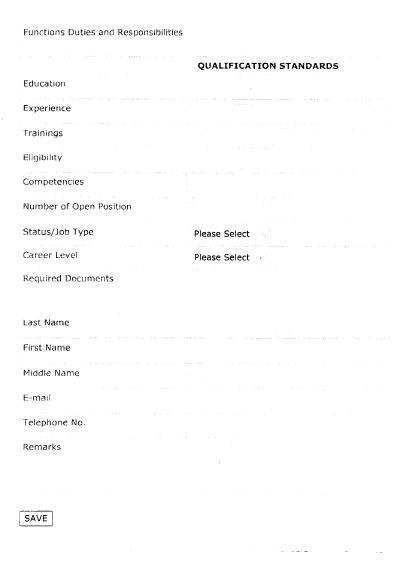 Functions Duties and Responsibilities
QUALIFICATION STANDARDS
Education
Experience
Trainings
Eligibility
Competencies
Number of Open Position
Status/Job Type Please Select
Career Level Please Select
Required Documents
Last Name
First Name
Middle Name
E-mail
Telephone No.
Remarks
SAVE